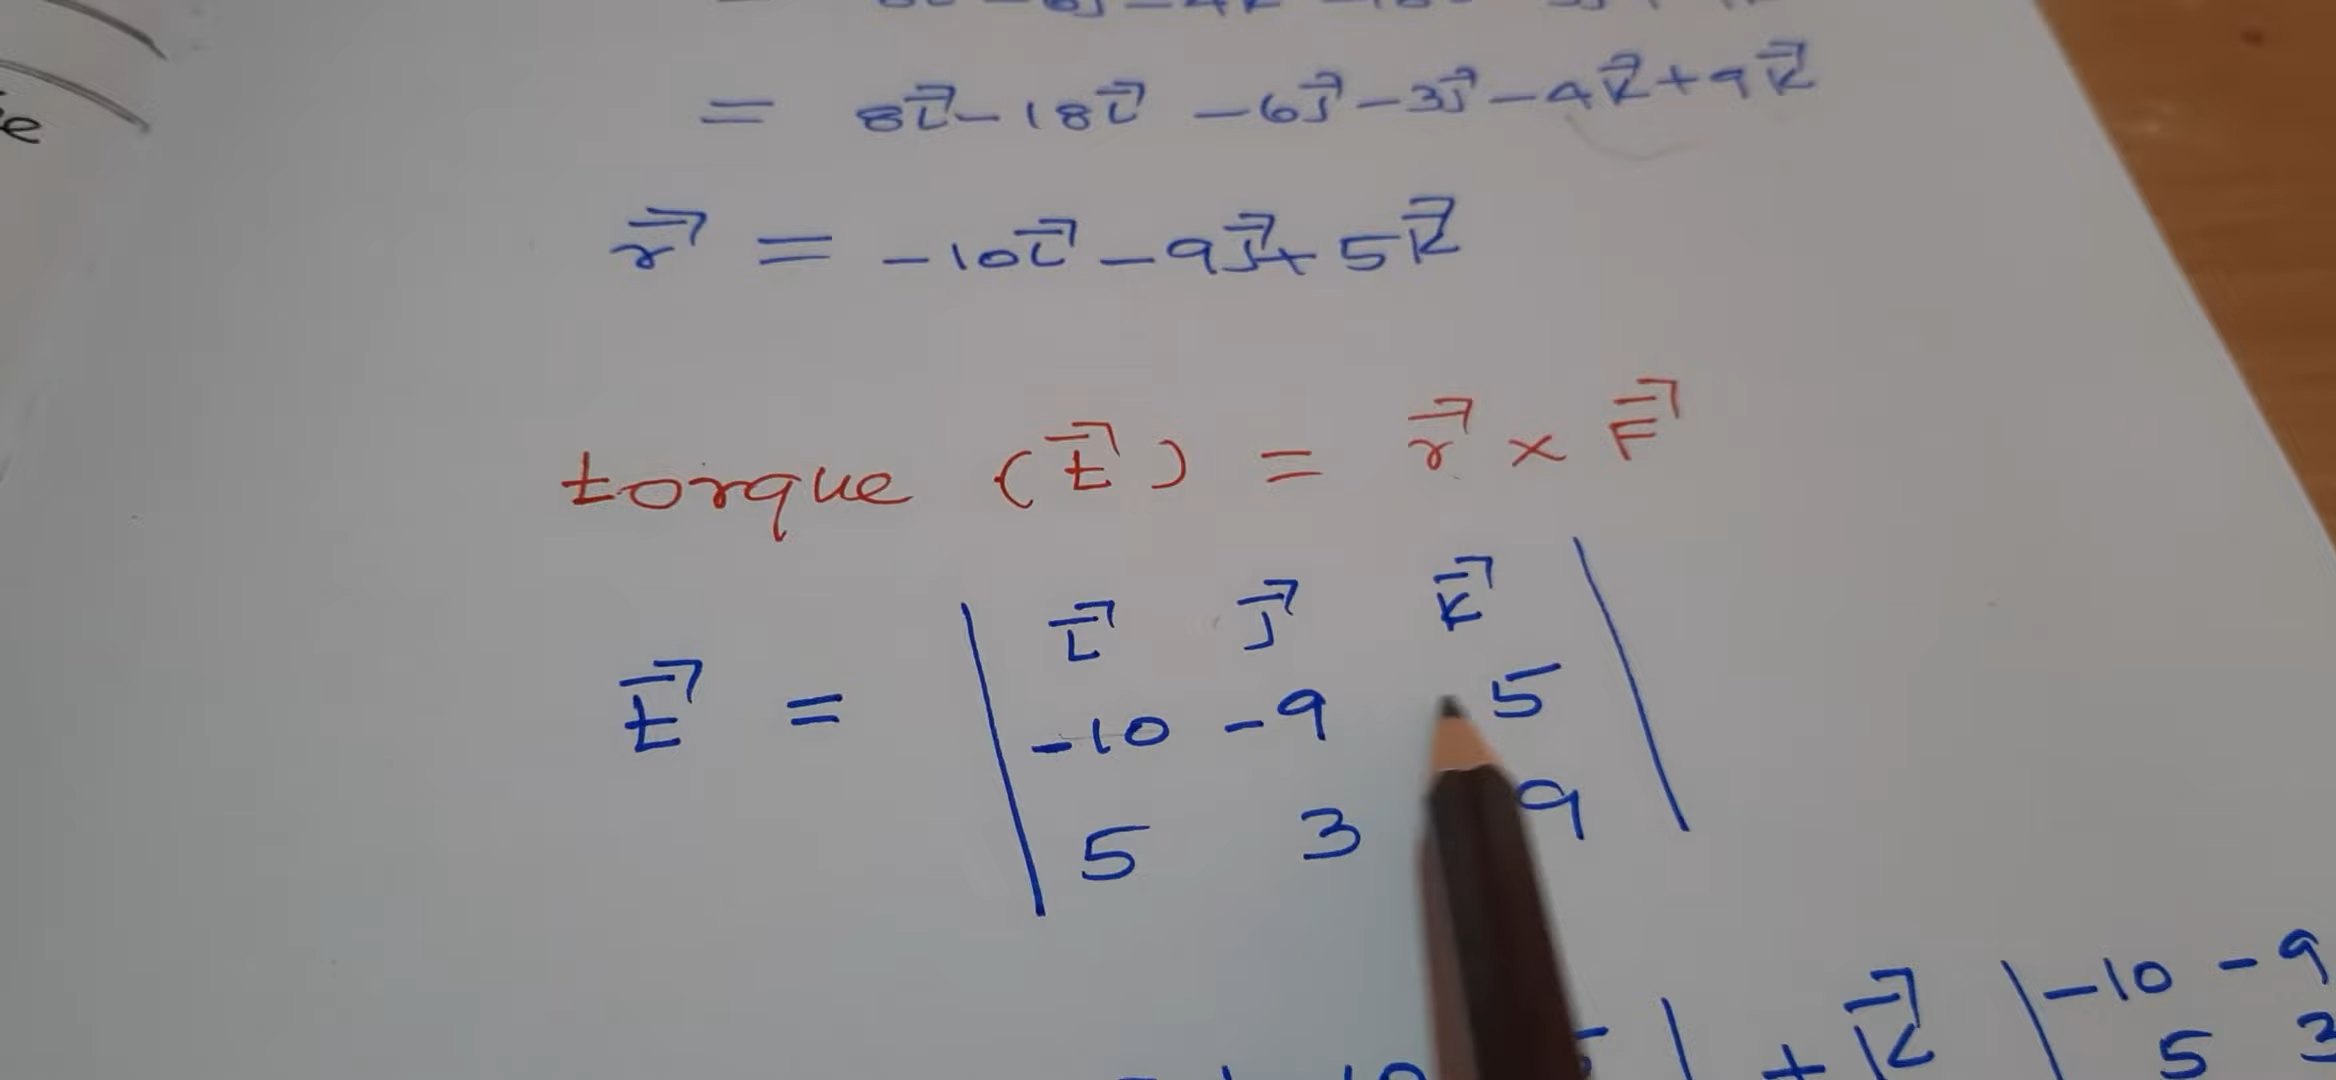 e
= 8i⃗ - 18i⃗ - 6j⃗ - 3j⃗ - 4k⃗ + 9k⃗
r⃗ = -10i⃗ - 9j⃗ + 5k⃗
torque (t⃗) = r⃗ × F⃗
i⃗ j⃗ k⃗
t⃗ = | -10 -9 5 |
5 3 9
+ k⃗ | -10 -9
5 3